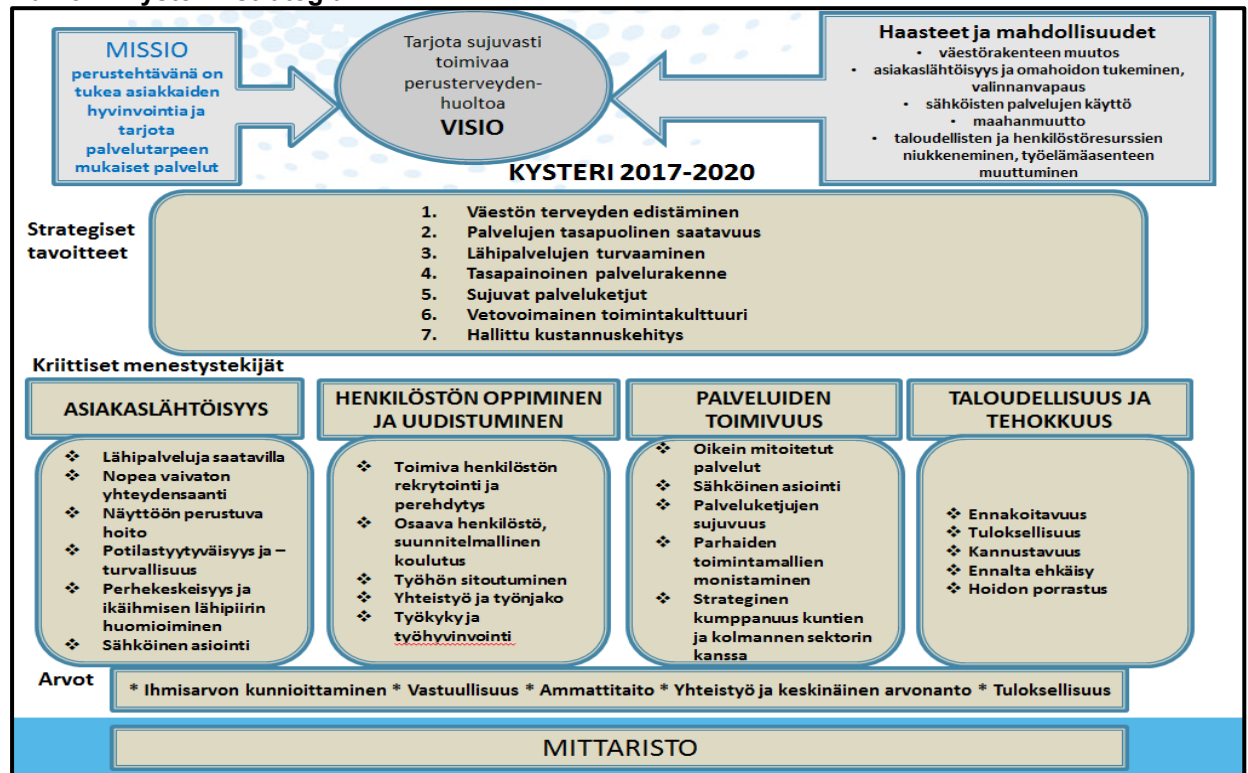 MISSIO
perustehtävänä on
tukea asiakkaiden
hyvinvointia ja
tarjota
palvelutarpeen
mukaiset palvelut
Tarjota sujuvasti
toimivaa
perusterveyden-
huoltoa
VISIO
Haasteet ja mahdollisuudet
• väestörakenteen muutos
• asiakaslähtöisyys ja omahoidon tukeminen,
valinnanvapaus
• sähköisten palvelujen käyttö
• maahanmuutto
• taloudellisten ja henkilöstöresurssien
niukkeneminen, työelämäasenteen
muuttuminen
KYSTERI 2017-2020
Strategiset
tavoitteet
1. Väestön terveyden edistäminen
2. Palvelujen tasapuolinen saatavuus
3. Lähipalvelujen turvaaminen
4. Tasapainoinen palvelurakenne
5. Sujuvat palveluketjut
6. Vetovoimainen toimintakulttuuri
7. Hallittu kustannuskehitys
Kriittiset menestystekijät
ASIAKASLÄHTÖISYYS
❖ Lähipalveluja saatavilla
❖ Nopea vaivaton
yhteydensaanti
❖ Näyttöön perustuva
hoito
❖ Potilastyytyväisyys ja –
turvallisuus
❖ Perhekeskeisyys ja
ikäihmisen lähipiirin
huomioiminen
❖ Sähköinen asiointi
HENKILÖSTÖN OPPIMINEN
JA UUDISTUMINEN
❖ Toimiva henkilöstön
rekrytointi ja
perehdytys
❖ Osaava henkilöstö,
suunnitelmallinen
koulutus
❖ Työhön sitoutuminen
❖ Yhteistyö ja työnjako
❖ Työkyky ja
työhyvinvointi
PALVELUIDEN
TOIMIVUUS
❖ Oikein mitoitetut
palvelut
❖ Sähköinen asiointi
❖ Palveluketjujen
sujuvuus
❖ Parhaiden
toimintamallien
monistaminen
❖ Strateginen
kumppanuus kuntien
ja kolmannen sektorin
kanssa
TALOUDELLISUUS JA
TEHOKKUUS
❖ Ennakoitavuus
❖ Tuloksellisuus
❖ Kannustavuus
❖ Ennalta ehkäisy
❖ Hoidon porrastus
Arvot
* Ihmisarvon kunnioittaminen * Vastuullisuus * Ammattitaito * Yhteistyö ja keskinäinen arvonanto * Tuloksellisuus
MITTARISTO